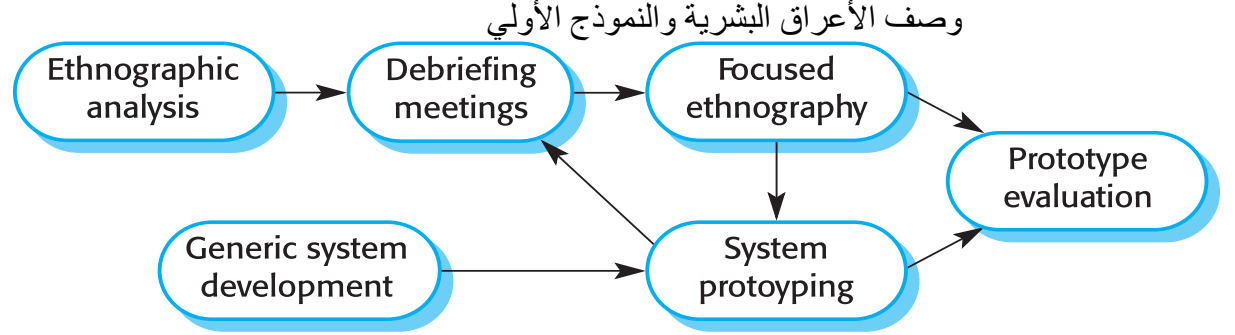 وصف الأعراق البشرية والنموذج الأولي
Ethnographic
analysis
Debriefing
meetings
Focused
ethnography
Prototype
evaluation
Generic system
development
System
protoyping